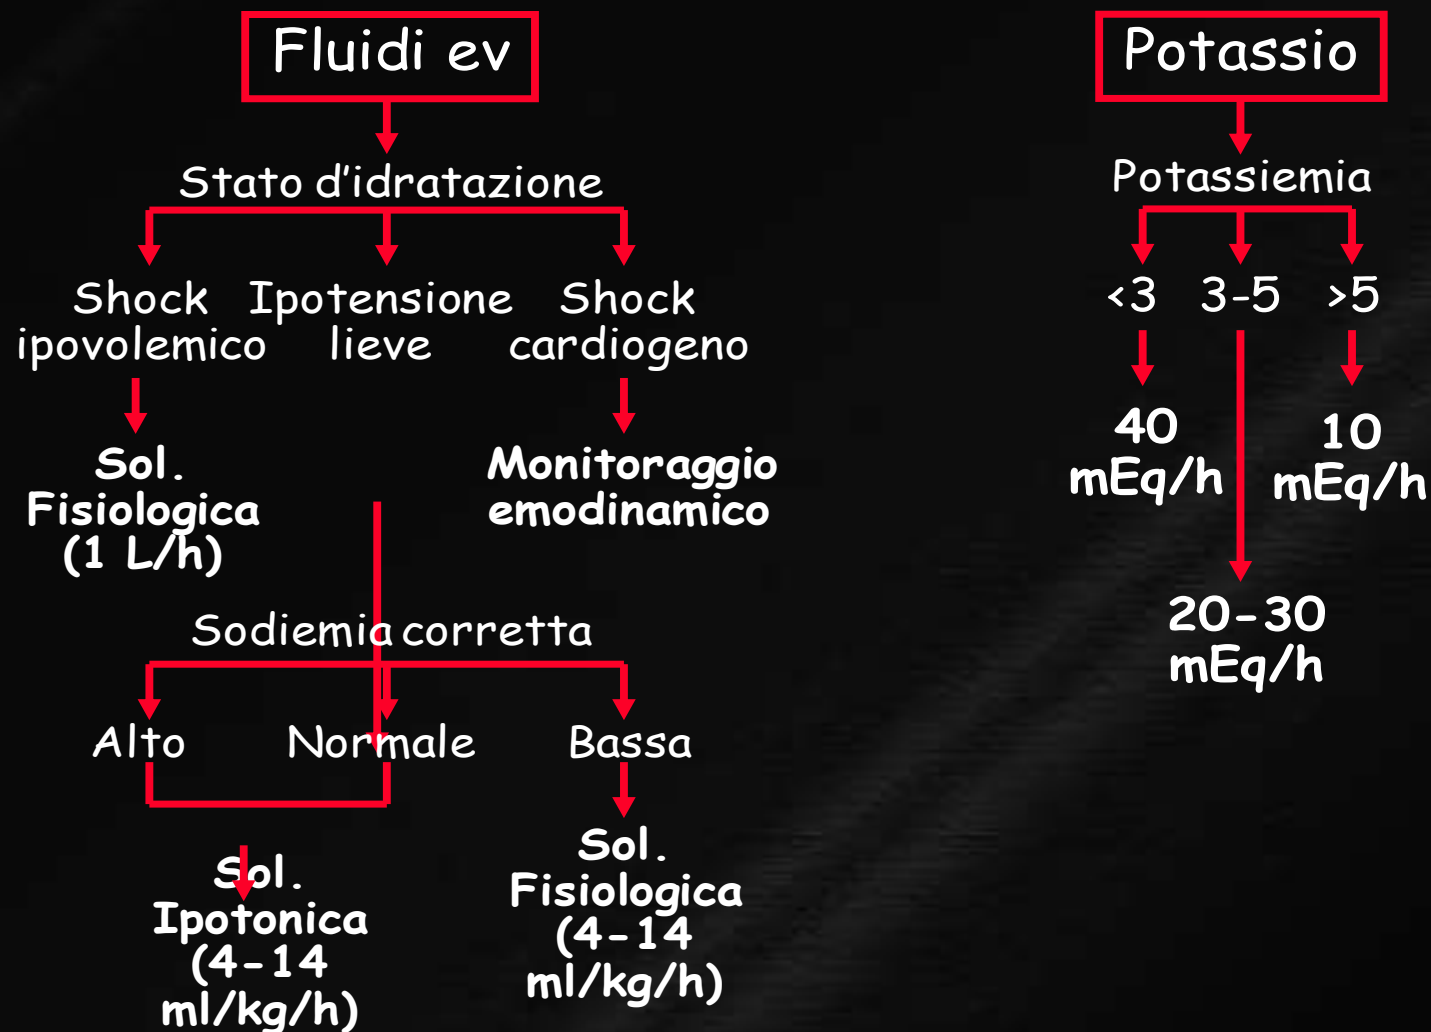 Fluidi ev
Stato d'idratazione
Shock
ipovolemico
Ipotensione
lieve
Shock
cardiogeno
Sol.
Fisiologica
(1 L/h)
Monitoraggio
emodinamico
Sodiemia corretta
Alto
Normale
Bassa
Sol.
Ipotonica
(4-14
ml/kg/h)
Sol.
Fisiologica
(4-14
ml/kg/h)
Potassio
Potassiemia
<3
3-5
>5
40
mEq/h
10
mEq/h
20-30
mEq/h